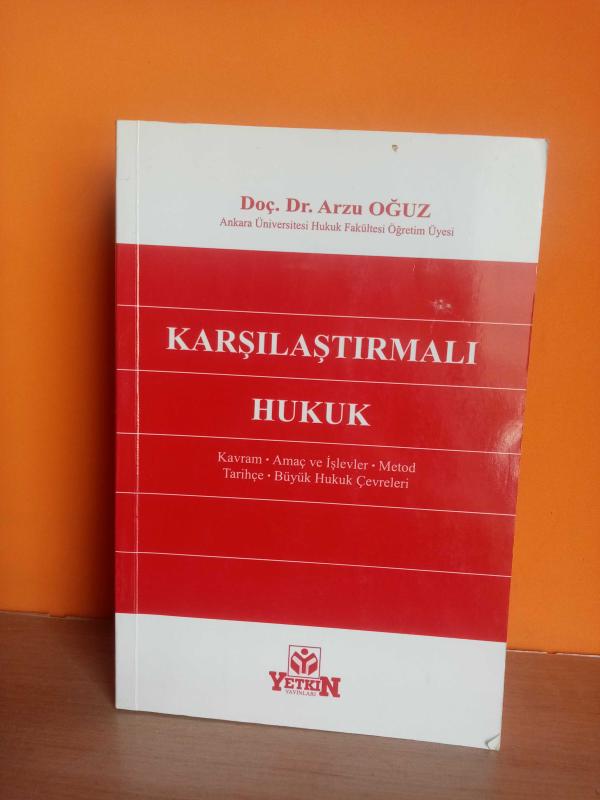 Doç. Dr. Arzu OĞUZ
Ankara Üniversitesi Hukuk Fakültesi Öğretim Üyesi
KARŞILAŞTIRMALI
HUKUK
Kavram • Amaç ve İşlevler • Metod
Tarihçe • Büyük Hukuk Çevreleri
YETKİN
YAYINLARI